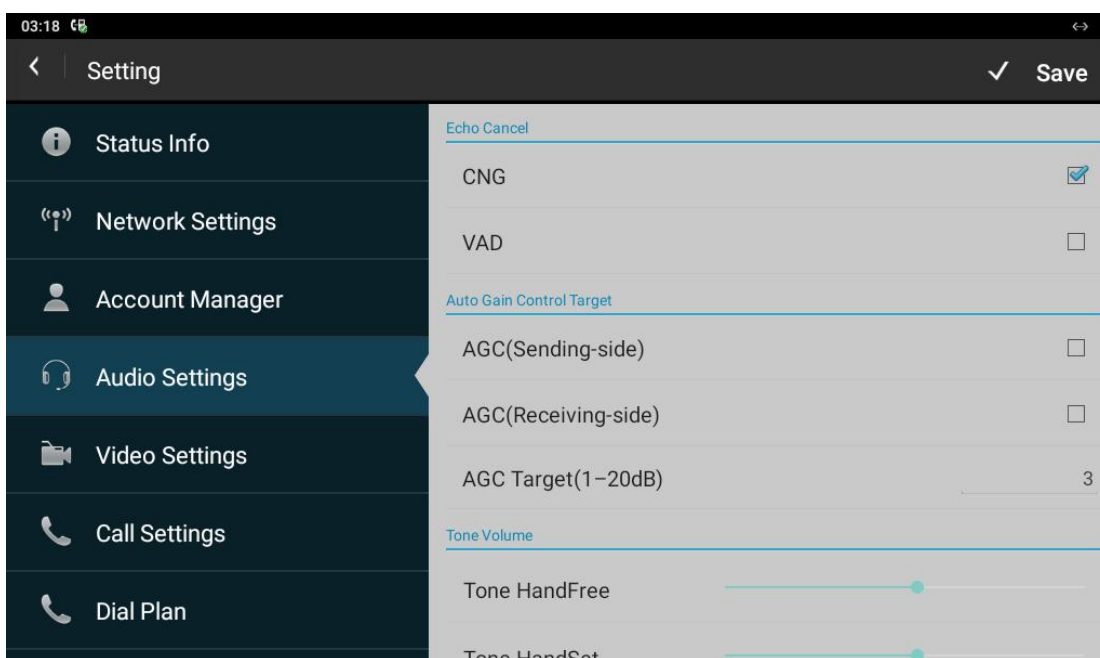 03:18
Setting
Save
Status Info
Network Settings
Account Manager
Audio Settings
Video Settings
Call Settings
Dial Plan
Echo Cancel
CNG
VAD
Auto Gain Control Target
AGC(Sending-side)
AGC(Receiving-side)
AGC Target(1–20dB)
3
Tone Volume
Tone HandFree
Tone HandSet